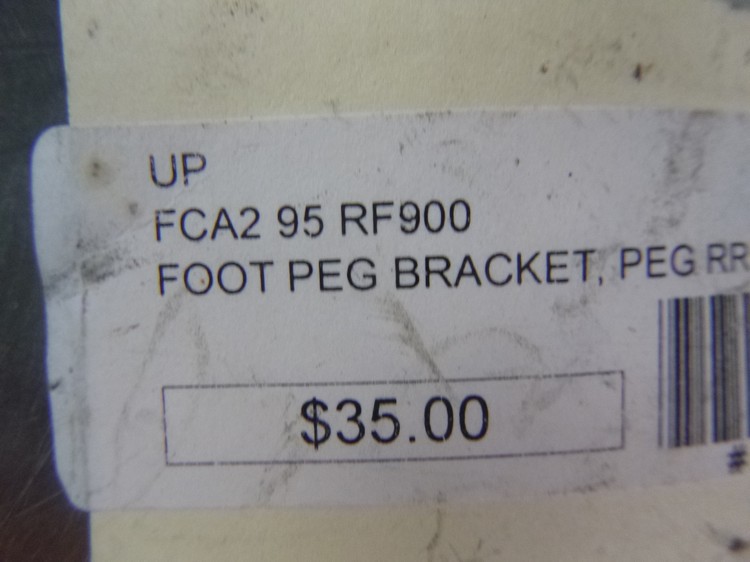 UP
FCA2 95 RF900
FOOT PEG BRACKET, PEG RR
$35.00
#